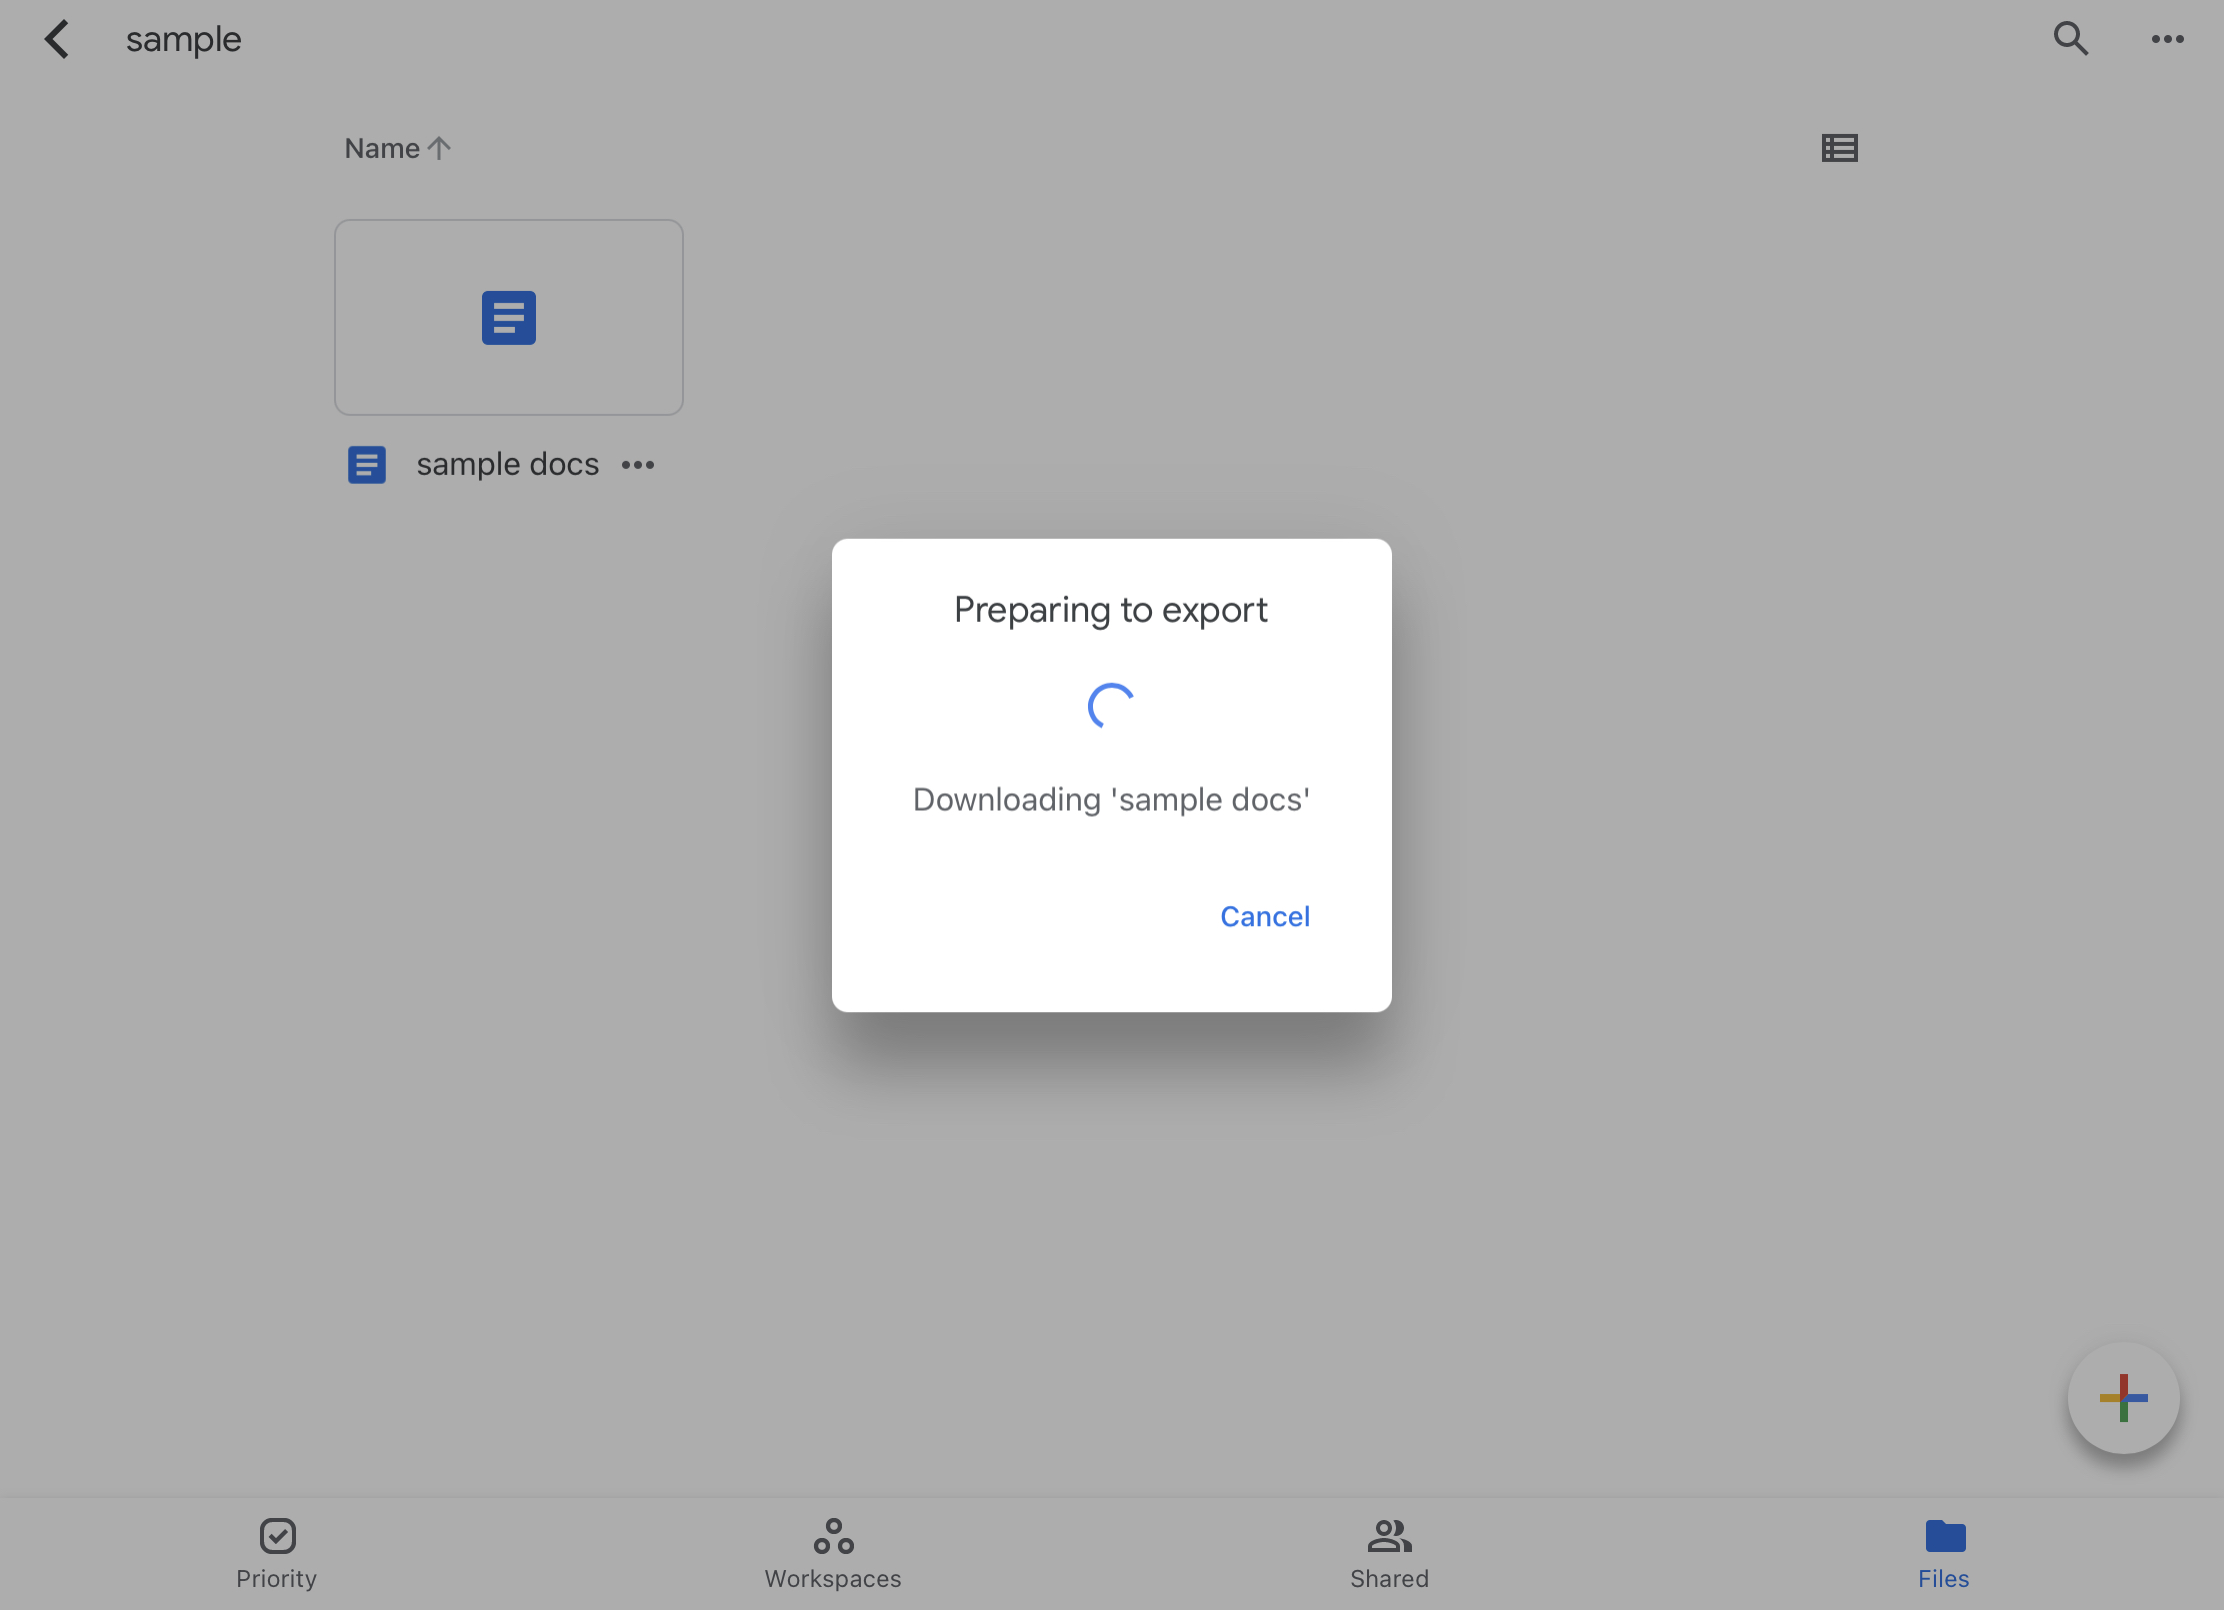 sample
Name
sample docs
Preparing to export
Downloading 'sample docs'
Cancel
Priority
Workspaces
Shared
Files